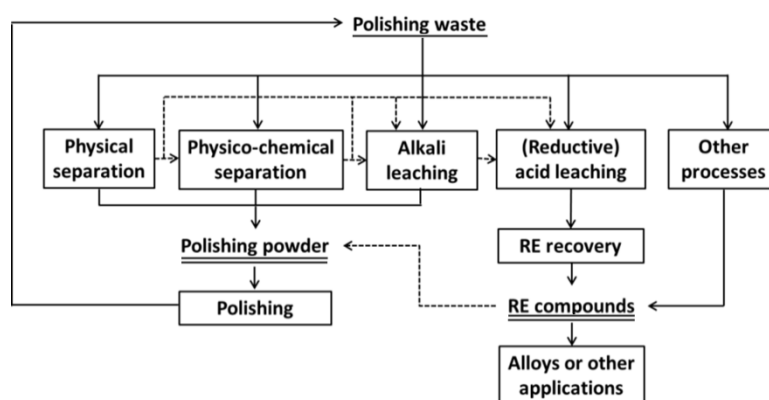 Polishing waste
Physical
separation
Physico-chemical
separation
Alkali
leaching
(Reductive)
acid leaching
Other
processes
Polishing powder
RE recovery
Polishing
RE compounds
Alloys or other
applications